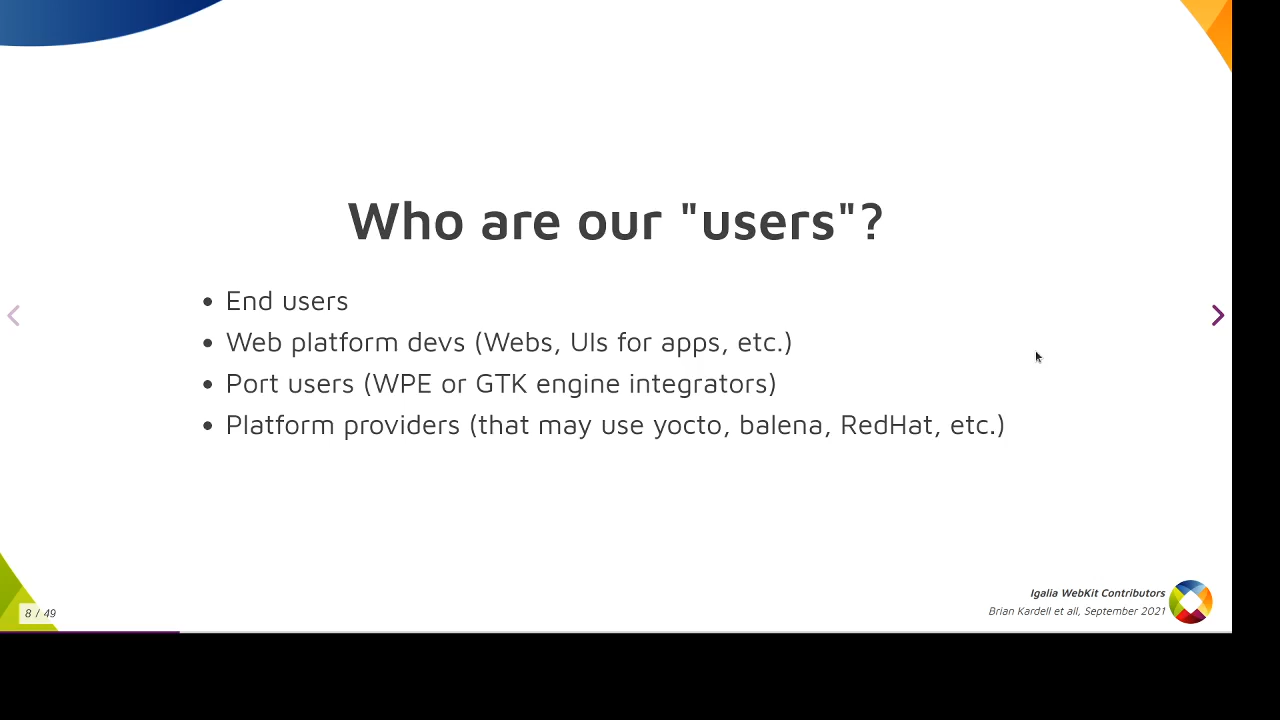 Who are our "users"?
End users
Web platform devs (Webs, UIs for apps, etc.)
Port users (WPE or GTK engine integrators)
Platform providers (that may use yocto, balena, RedHat, etc.)
Igalia WebKit Contributors
Brian Kardell et all, September 2021
8 / 49